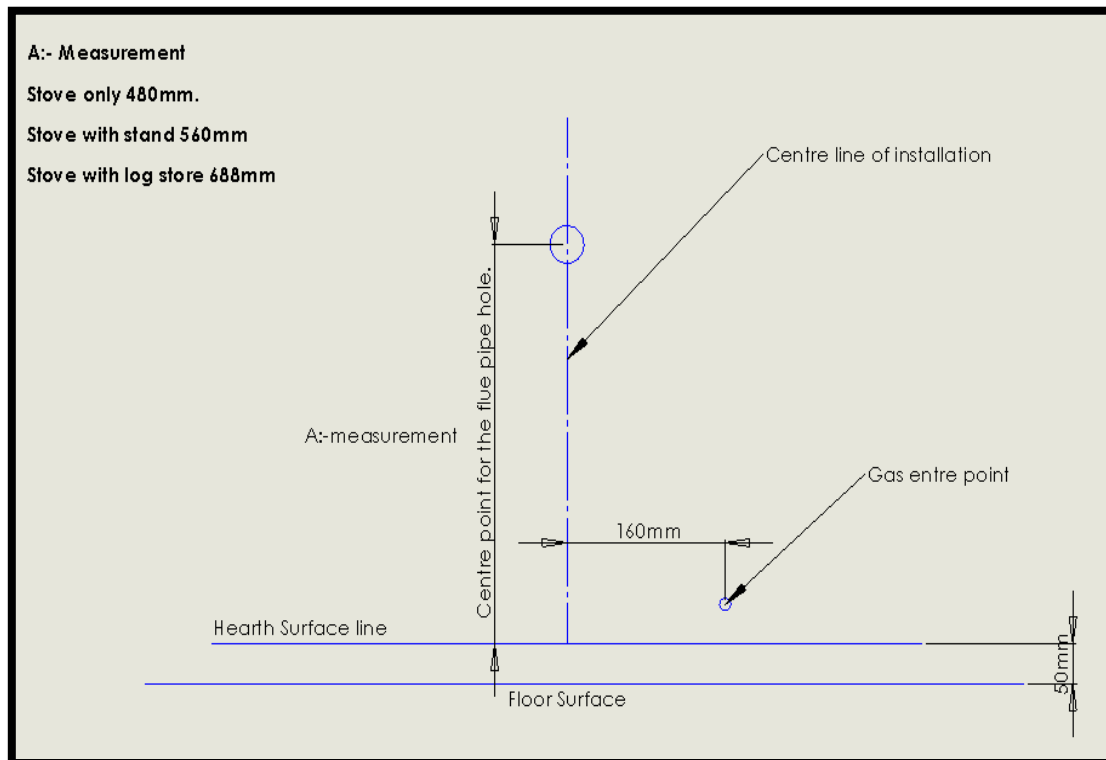 A:- Measurement
Stove only 480mm.
Stove with stand 560mm
Stove with log store 688mm
Centre line of installation
Centre point for the flue pipe hole.
A:-measurement
Gas entre point
160mm
Hearth Surface line
50mm
Floor Surface